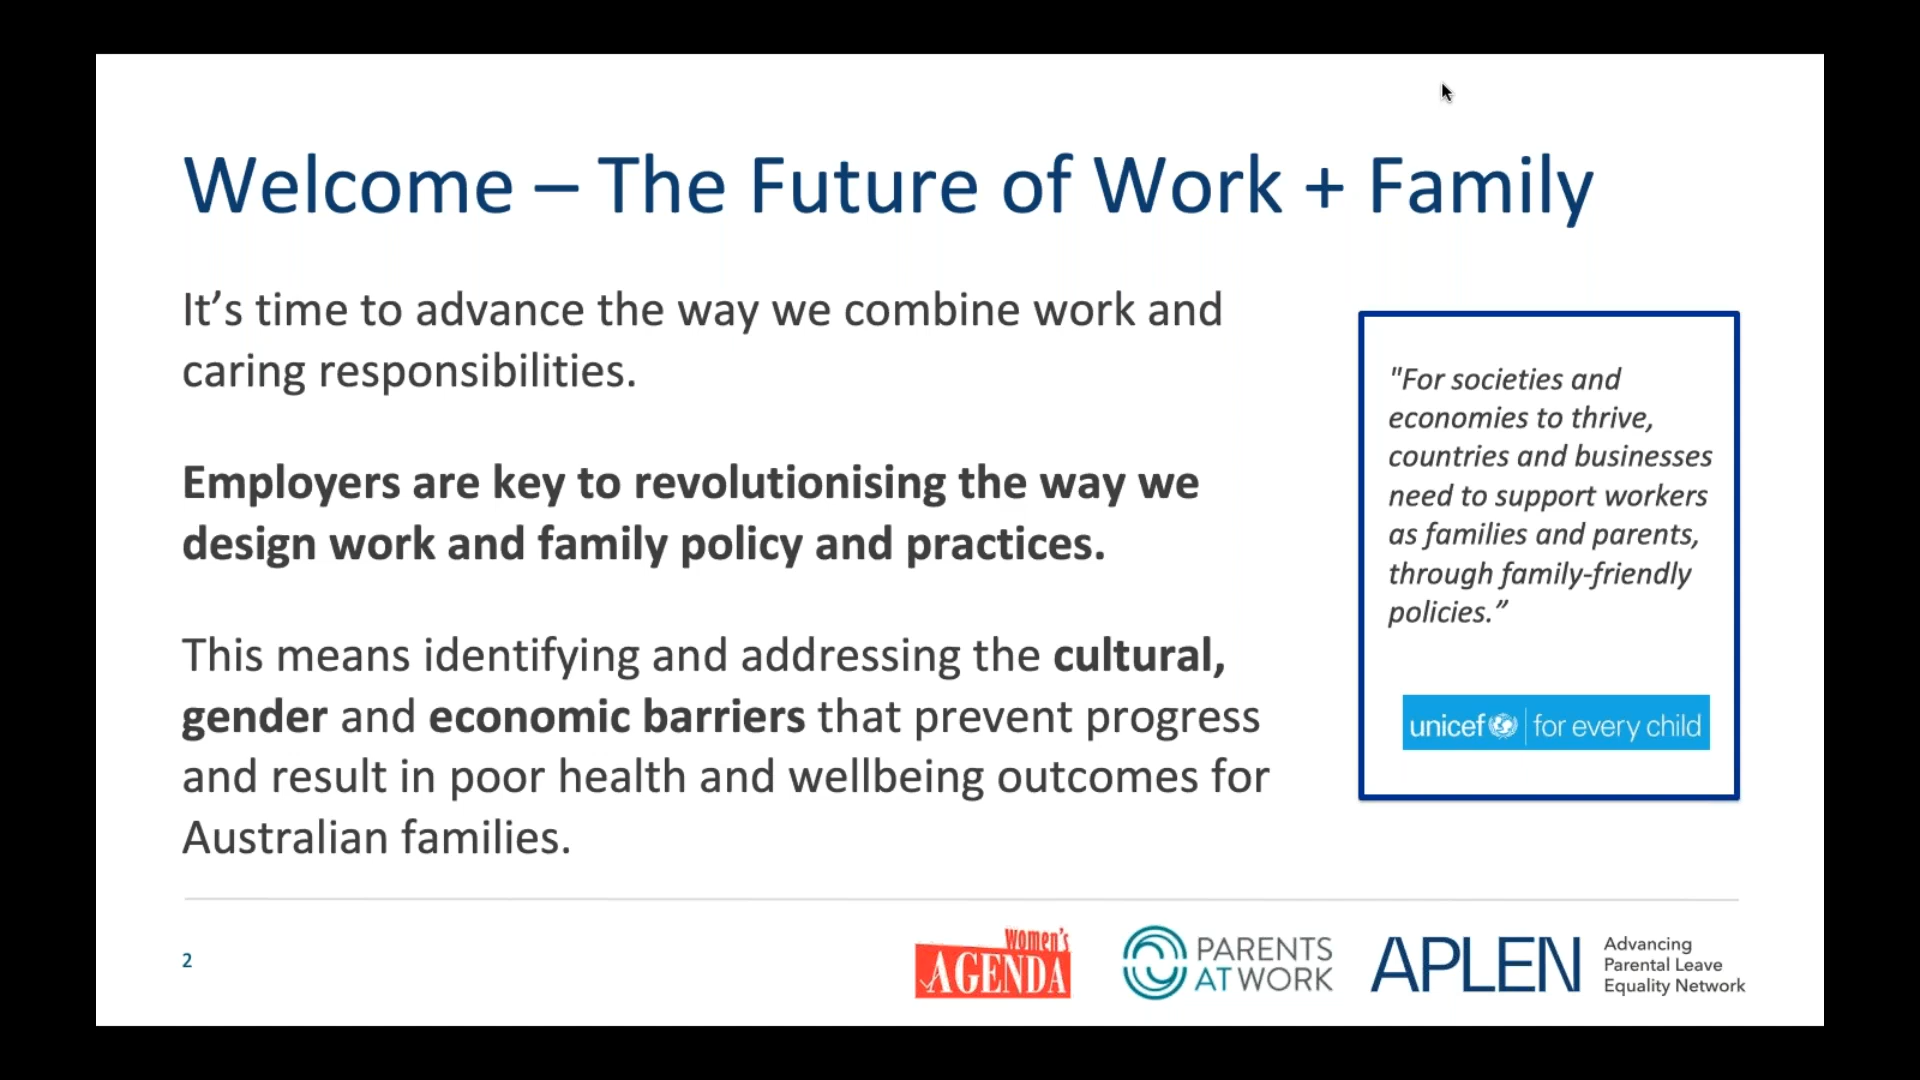 Welcome – The Future of Work + Family
It’s time to advance the way we combine work and
caring responsibilities.
Employers are key to revolutionising the way we
design work and family policy and practices.
This means identifying and addressing the cultural,
gender and economic barriers that prevent progress
and result in poor health and wellbeing outcomes for
Australian families.
"For societies and
economies to thrive,
countries and businesses
need to support workers
as families and parents,
through family-friendly
policies.”
unicef for every child
2
women's
AGENDA
PARENTS
AT WORK
APLEN
Advancing
Parental Leave
Equality Network